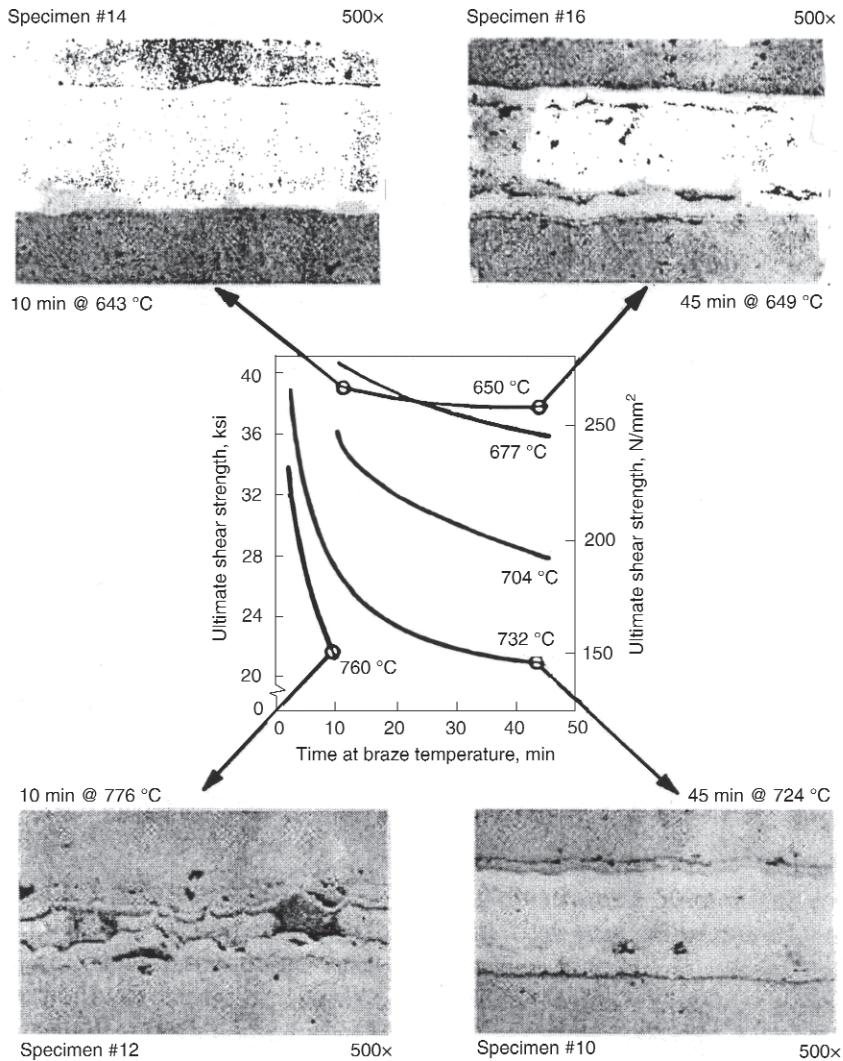 Specimen #14 500×
Specimen #16 500×
10 min @ 643 °C
45 min @ 649 °C
Ultimate shear strength, ksi
40
36
32
28
24
20
0
650 °C
677 °C
704 °C
732 °C
760 °C
250
200
150
Ultimate shear strength, N/mm²
0 10 20 30 40 50
Time at braze temperature, min
10 min @ 776 °C
45 min @ 724 °C
Specimen #12 500×
Specimen #10 500×